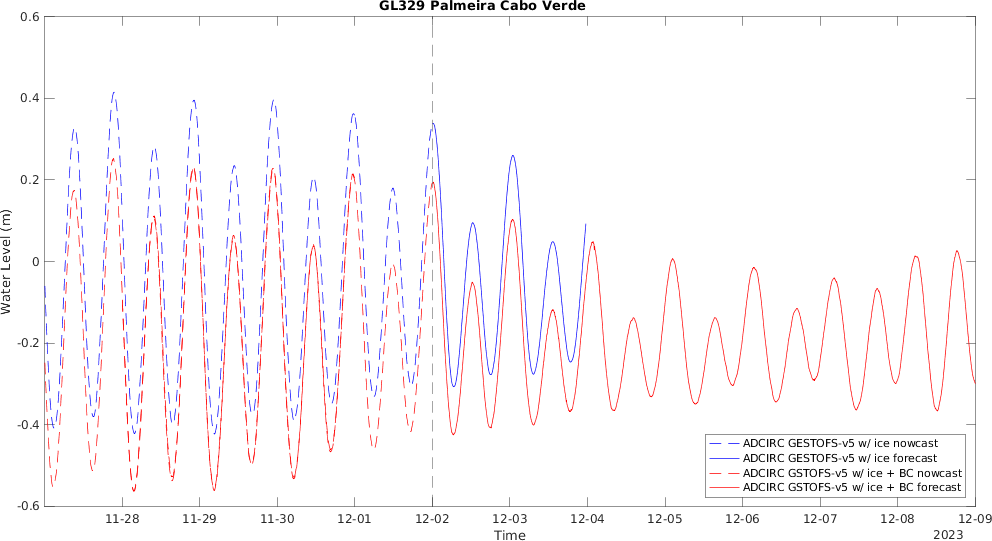 GL329 Palmeira Cabo Verde
0.6
0.4
0.2
0
-0.2
-0.4
-0.6
Water Level (m)
11-28
11-29
11-30
12-01
12-02
12-03
12-04
12-05
12-06
12-07
12-08
12-09
Time
2023
ADCIRC GESTOFS-v5 w/ ice nowcast
ADCIRC GESTOFS-v5 w/ ice forecast
ADCIRC GSTOFS-v5 w/ ice + BC nowcast
ADCIRC GSTOFS-v5 w/ ice + BC forecast